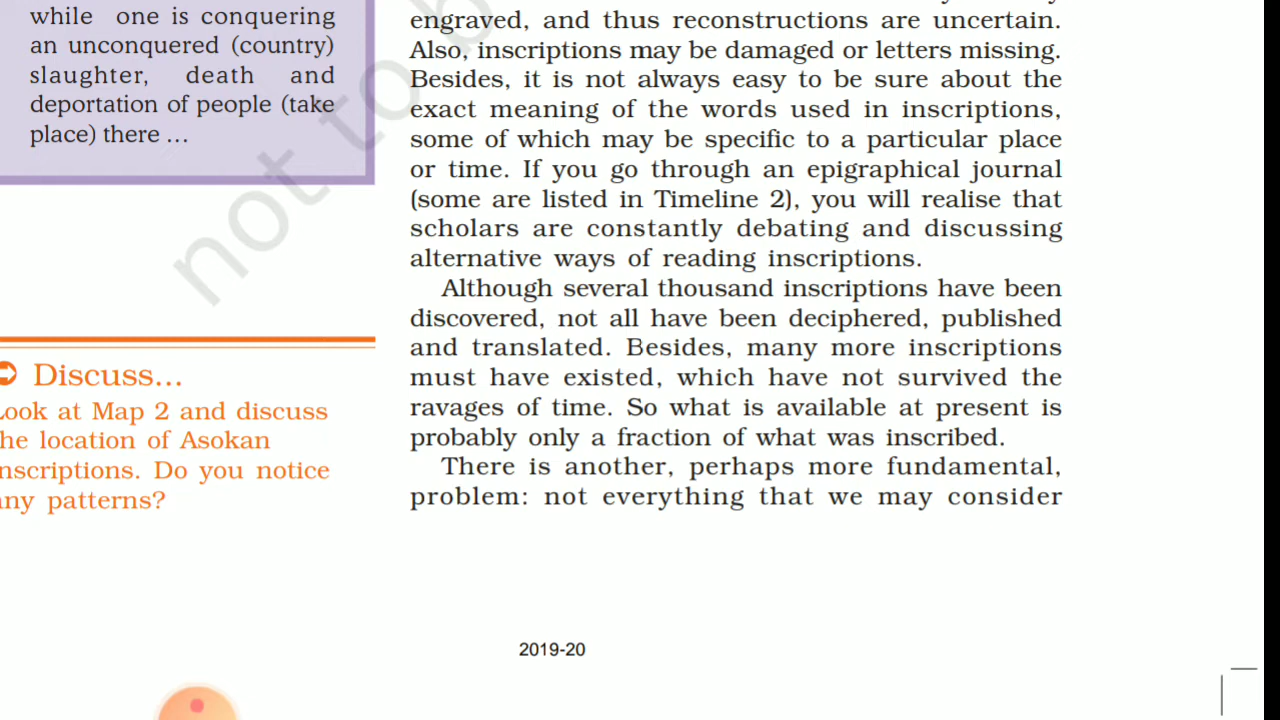 while one is conquering
an unconquered (country)
slaughter, death and
deportation of people (take
place) there ...
Discuss...
Look at Map 2 and discuss
the location of Asokan
inscriptions. Do you notice
any patterns?
engraved, and thus reconstructions are uncertain.
Also, inscriptions may be damaged or letters missing.
Besides, it is not always easy to be sure about the
exact meaning of the words used in inscriptions,
some of which may be specific to a particular place
or time. If you go through an epigraphical journal
(some are listed in Timeline 2), you will realise that
scholars are constantly debating and discussing
alternative ways of reading inscriptions.
Although several thousand inscriptions have been
discovered, not all have been deciphered, published
and translated. Besides, many more inscriptions
must have existed, which have not survived the
ravages of time. So what is available at present is
probably only a fraction of what was inscribed.
There is another, perhaps more fundamental,
problem: not everything that we may consider
not to b
2019-20